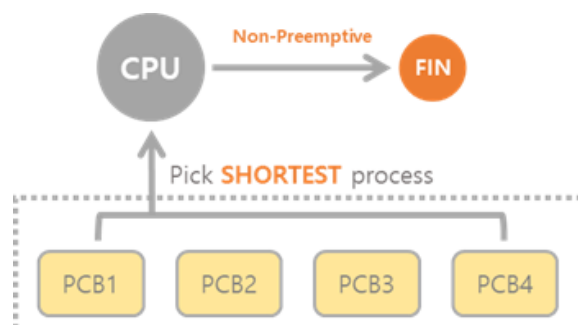 Non-Preemptive
CPU
FIN
Pick SHORTEST process
PCB1
PCB2
PCB3
PCB4